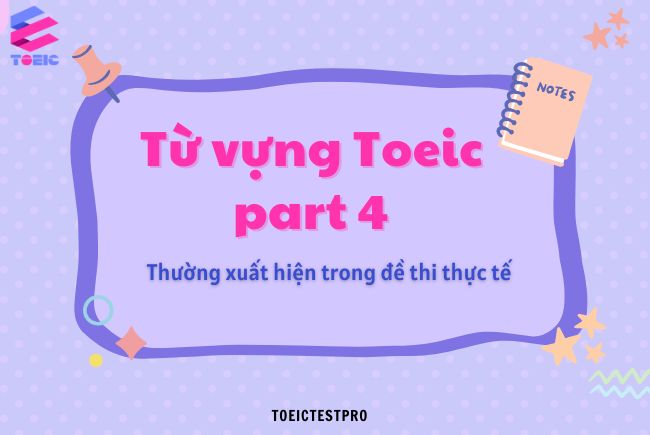 TOEIC
NOTES
Từ vựng Toeic
part 4
Thường xuất hiện trong đề thi thực tế
TOEICTESTPRO